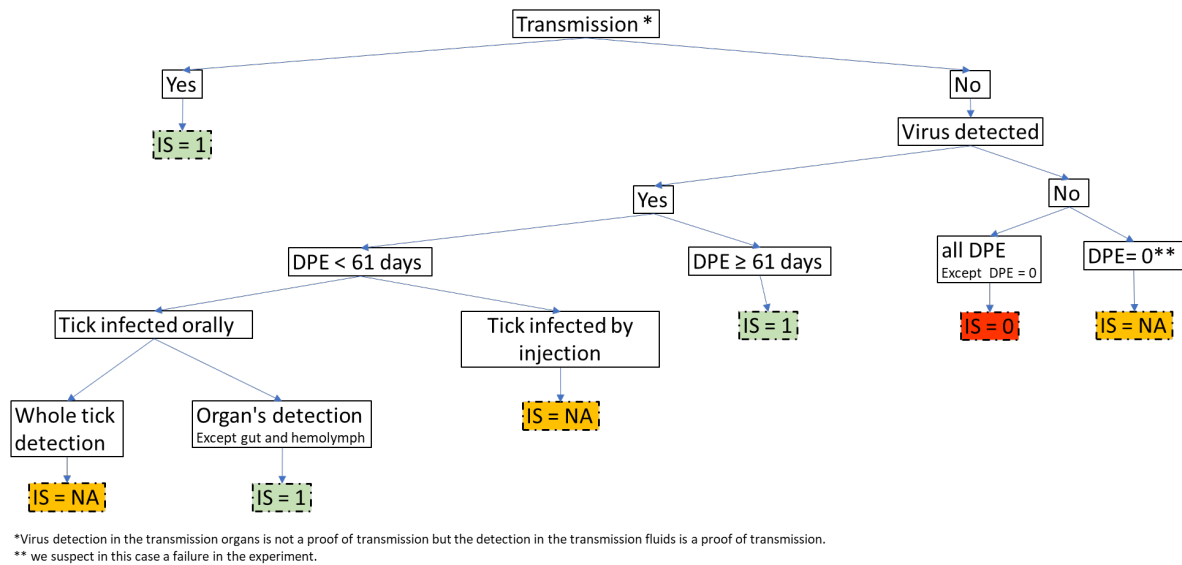 Transmission *
Yes
No
IS = 1
Virus detected
Yes
No
DPE < 61 days
DPE ≥ 61 days
all DPE
Except DPE = 0
DPE= 0**
Tick infected orally
Tick infected by
injection
IS = 1
IS = 0
IS = NA
Whole tick
detection
Organ's detection
Except gut and hemolymph
IS = NA
IS = NA
IS = 1
*Virus detection in the transmission organs is not a proof of transmission but the detection in the transmission fluids is a proof of transmission.
** we suspect in this case a failure in the experiment.